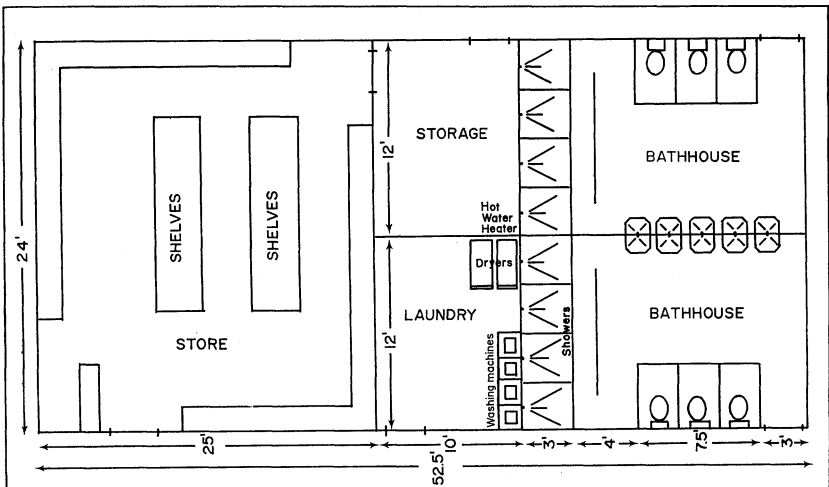 STORAGE
12'
BATHHOUSE
SHELVES
SHELVES
24'
Hot
Water
Heater
Dryers
LAUNDRY
BATHHOUSE
STORE
12'
Showers
Washing machines
25'
10'
3'
4'
7.5'
3'
52.5'